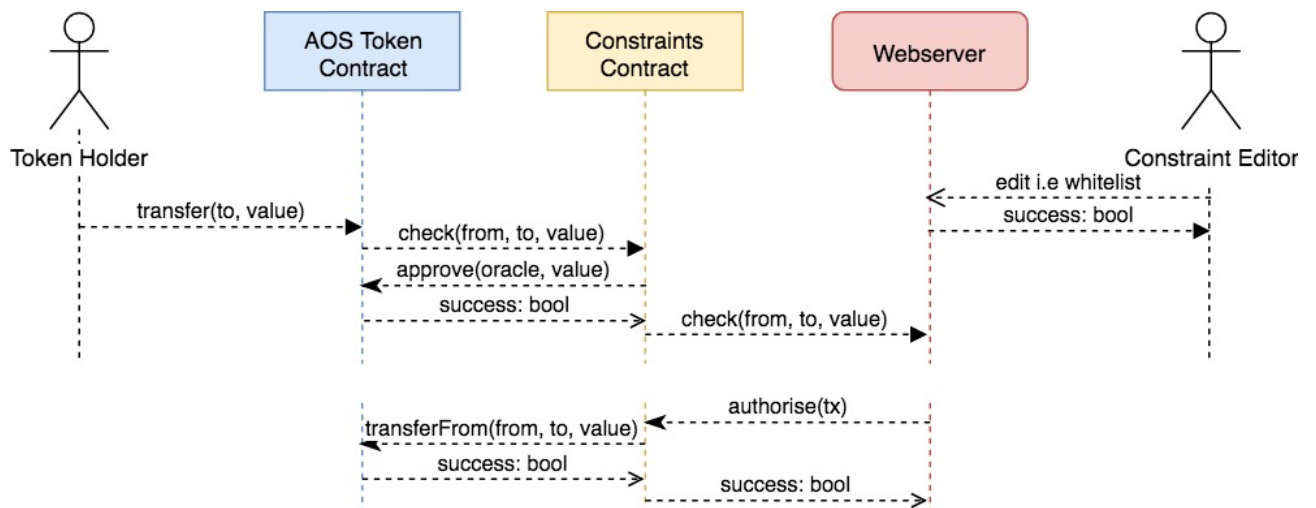 AOS Token
Contract
Constraints
Contract
Webserver
Token Holder
Constraint Editor
edit i.e whitelist
transfer(to, value)
success: bool
check(from, to, value)
approve(oracle, value)
success: bool
check(from, to, value)
authorise(tx)
transferFrom(from, to, value)
success: bool
success: bool